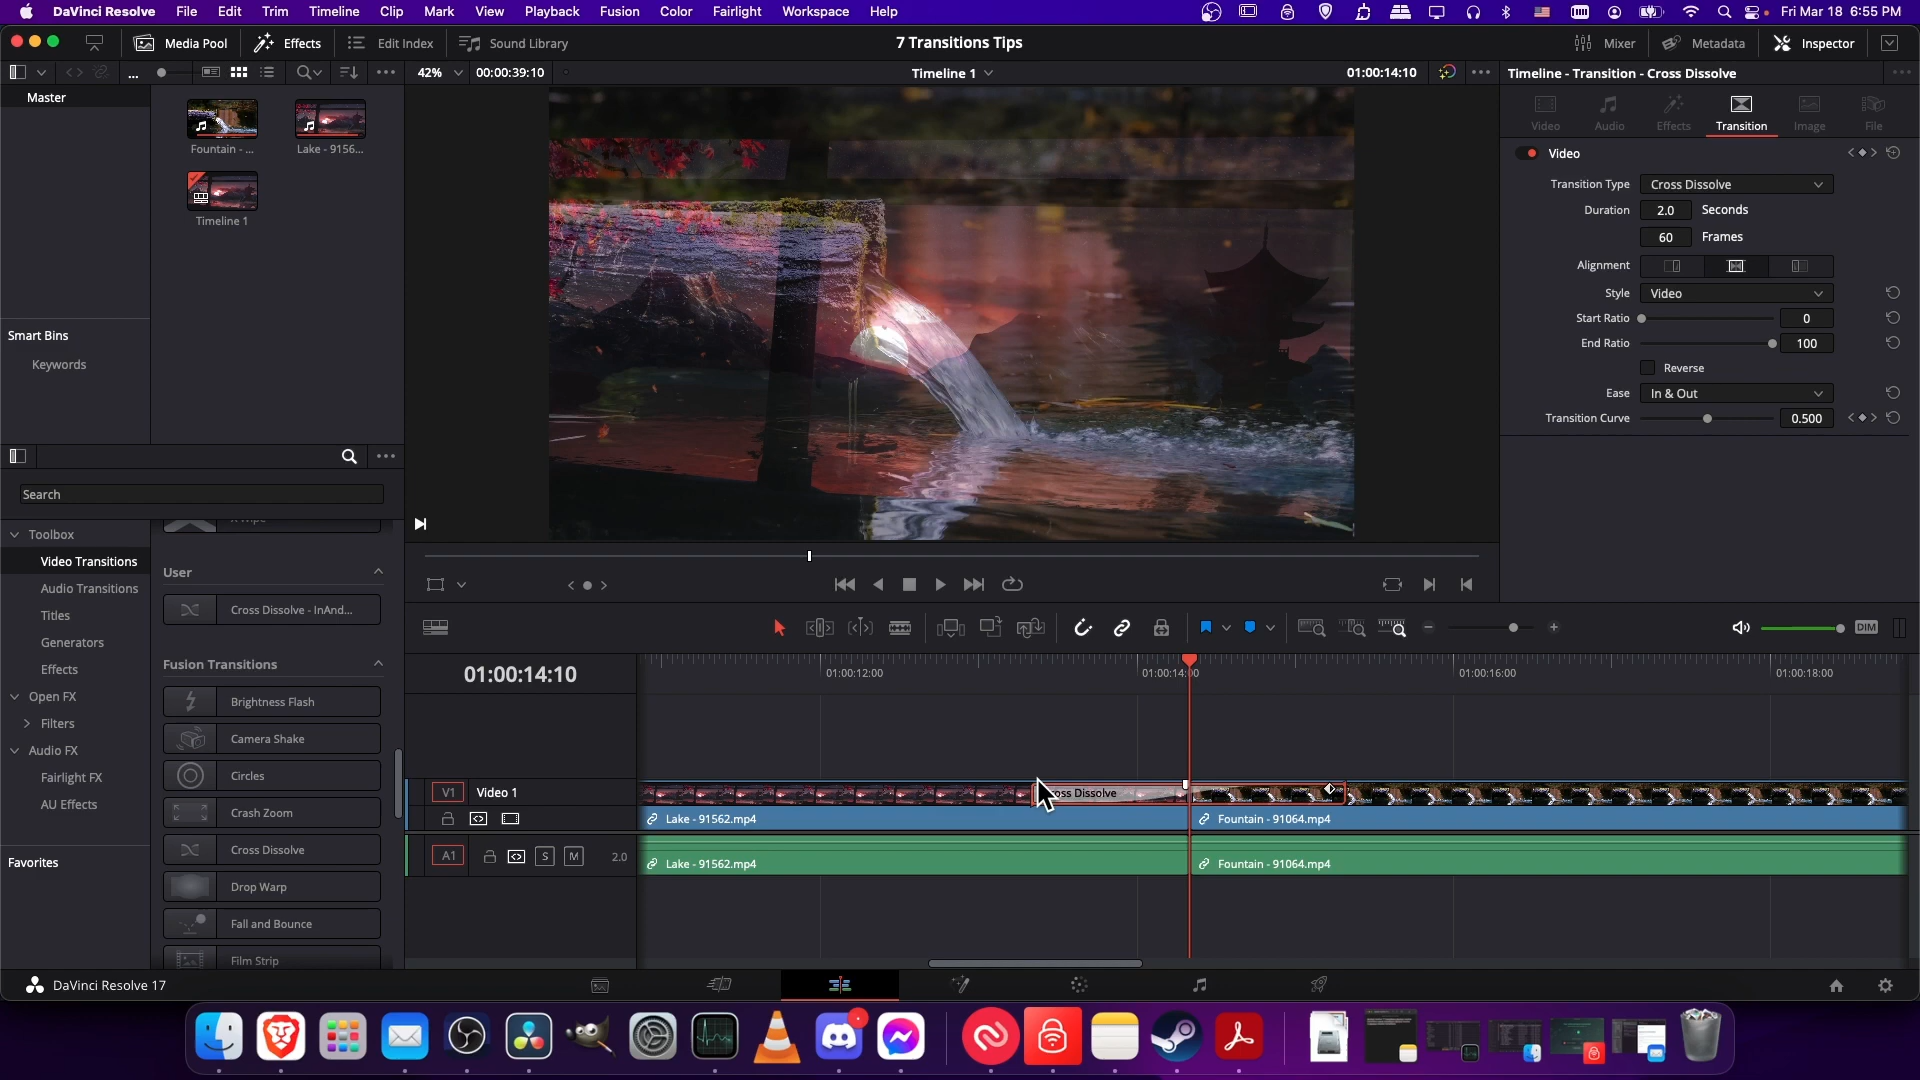 DaVinci Resolve File Edit Trim Timeline Clip Mark View Playback Fusion Color Fairlight Workspace Help Fri Mar 18 6:55 PM
Media Pool Effects Edit Index Sound Library 7 Transitions Tips Mixer Metadata Inspector
... 42% 00:00:39:10 Timeline 1 01:00:14:10 Timeline - Transition - Cross Dissolve
Master
Fountain - ... Lake - 9156...
Timeline 1
Smart Bins
Keywords
Video Audio Effects Transition Image File
Video
Transition Type Cross Dissolve
Duration 2.0 Seconds
60 Frames
Alignment
Style Video
Start Ratio 0
End Ratio 100
Reverse
Ease In & Out
Transition Curve 0.500
Search
Toolbox
Video Transitions
Audio Transitions
Titles
Generators
Effects
Open FX
Filters
Audio FX
Fairlight FX
AU Effects
Favorites
User
Cross Dissolve - InAnd...
Fusion Transitions
Brightness Flash
Camera Shake
Circles
Crash Zoom
Cross Dissolve
Drop Warp
Fall and Bounce
Film Strip
DIM
01:00:14:10 01:00:12:00 01:00:14:00 01:00:16:00 01:00:18:00
V1 Video 1
Lake - 91562.mp4 Fountain - 91064.mp4
A1 S M 2.0 Lake - 91562.mp4 Fountain - 91064.mp4
DaVinci Resolve 17